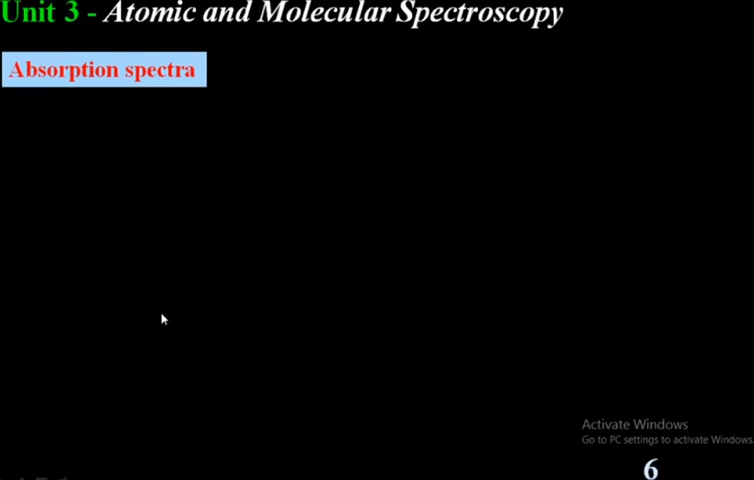 Unit 3 - Atomic and Molecular Spectroscopy
Absorption spectra
Activate Windows
Go to PC settings to activate Windows.
6